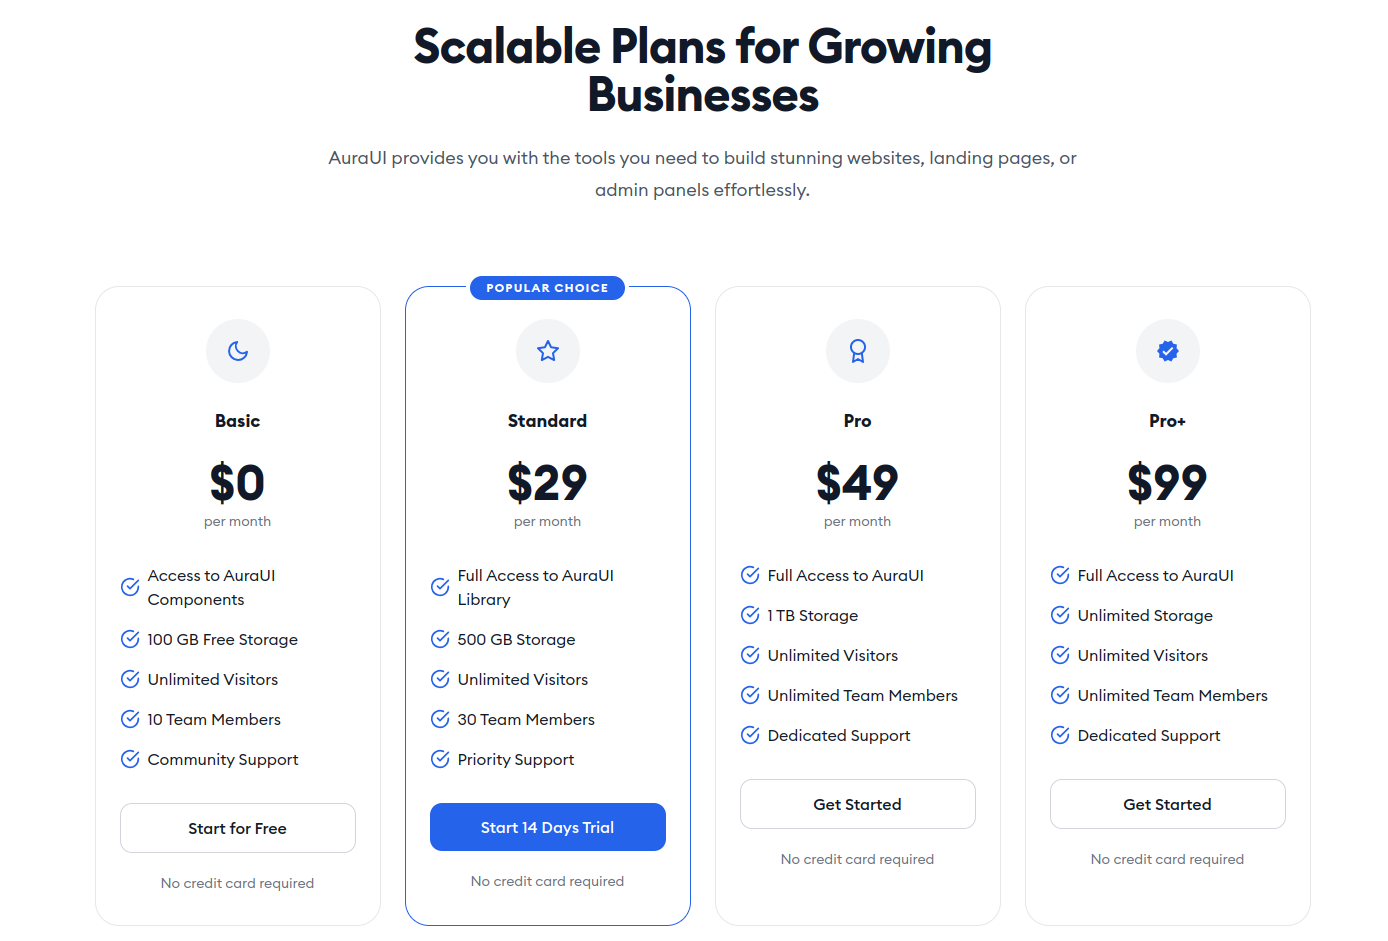 Scalable Plans for Growing
Businesses
AuraUI provides you with the tools you need to build stunning websites, landing pages, or
admin panels effortlessly.
Basic
$0
per month
Access to AuraUI
Components
100 GB Free Storage
Unlimited Visitors
10 Team Members
Community Support
Start for Free
No credit card required
POPULAR CHOICE
Standard
$29
per month
Full Access to AuraUI
Library
500 GB Storage
Unlimited Visitors
30 Team Members
Priority Support
Start 14 Days Trial
No credit card required
Pro
$49
per month
Full Access to AuraUI
1 TB Storage
Unlimited Visitors
Unlimited Team Members
Dedicated Support
Get Started
No credit card required
Pro+
$99
per month
Full Access to AuraUI
Unlimited Storage
Unlimited Visitors
Unlimited Team Members
Dedicated Support
Get Started
No credit card required